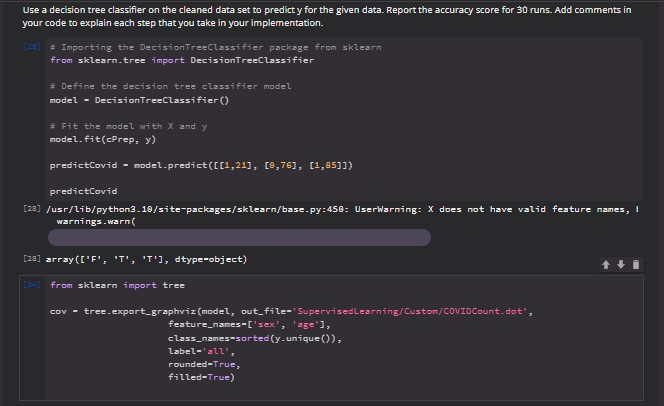 Use a decision tree classifier on the cleaned data set to predict y for the given data. Report the accuracy score for 30 runs. Add comments in
your code to explain each step that you take in your implementation.
[28] # Importing the DecisionTreeClassifier package from sklearn
from sklearn.tree import DecisionTreeClassifier
# Define the decision tree classifier model
model = DecisionTreeClassifier()
# Fit the model with X and y
model.fit(cPrep, y)
predictCovid = model.predict([[1,21], [0,76], [1,85]])
predictCovid
[28] /usr/lib/python3.10/site-packages/sklearn/base.py:450: UserWarning: X does not have valid feature names,
warnings.warn(
[28] array(['F', 'T', 'T'], dtype=object)
from sklearn import tree
cov = tree.export_graphviz(model, out_file='SupervisedLearning/Custom/COVIDCount.dot',
feature_names=['sex', 'age'],
class_names=sorted(y.unique()),
label='all',
rounded=True,
filled=True)